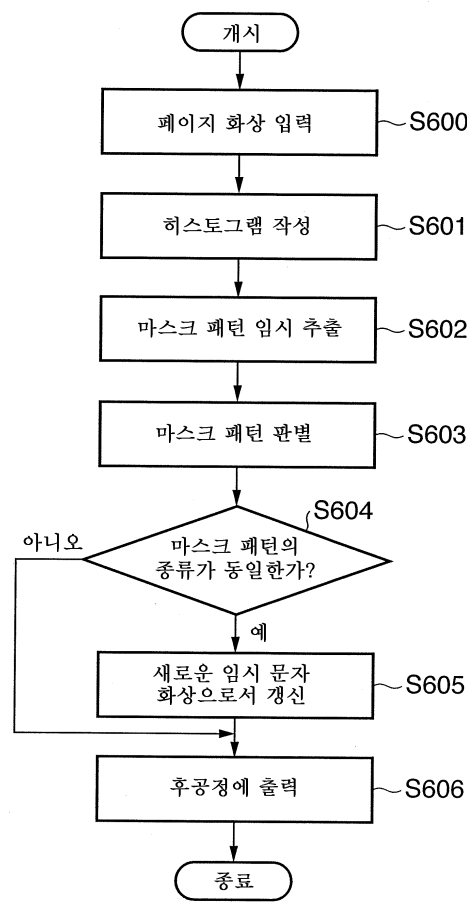 개시
페이지 화상 입력
S600
히스토그램 작성
S601
마스크 패턴 임시 추출
S602
마스크 패턴 판별
S603
S604
아니오
마스크 패턴의
종류가 동일한가?
예
새로운 임시 문자
화상으로서 갱신
S605
후공정에 출력
S606
종료